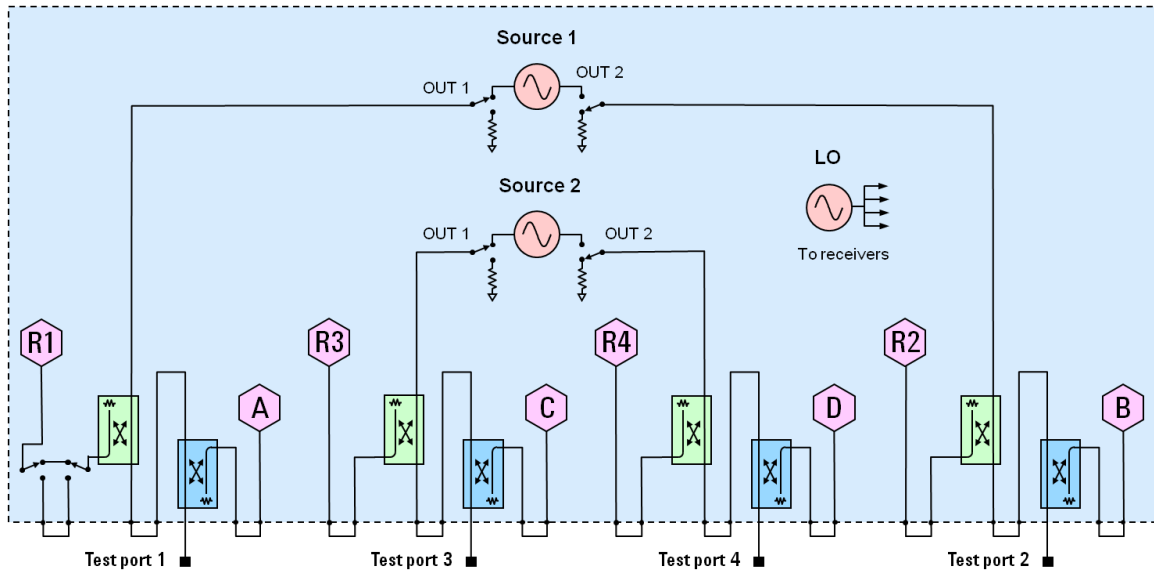 Source 1
OUT 1
OUT 2
LO
Source 2
OUT 1
OUT 2
To receivers
R1
R3
R4
R2
A
C
D
B
Test port 1
Test port 3
Test port 4
Test port 2